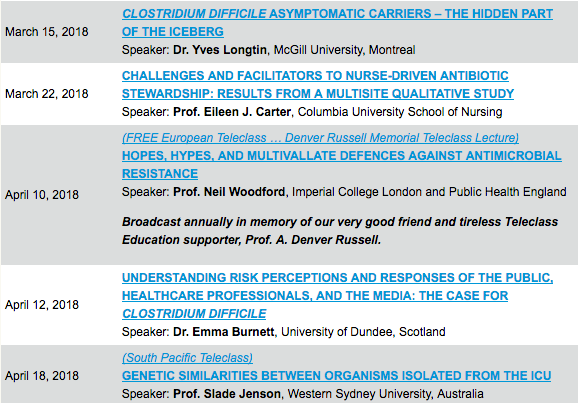 March 15, 2018
CLOSTRIDIUM DIFFICILE ASYMPTOMATIC CARRIERS – THE HIDDEN PART
OF THE ICEBERG
Speaker: Dr. Yves Longtin, McGill University, Montreal
March 22, 2018
CHALLENGES AND FACILITATORS TO NURSE-DRIVEN ANTIBIOTIC
STEWARDSHIP: RESULTS FROM A MULTISITE QUALITATIVE STUDY
Speaker: Prof. Eileen J. Carter, Columbia University School of Nursing
April 10, 2018
(FREE European Teleclass ... Denver Russell Memorial Teleclass Lecture)
HOPES, HYPES, AND MULTIVALLATE DEFENCES AGAINST ANTIMICROBIAL
RESISTANCE
Speaker: Prof. Neil Woodford, Imperial College London and Public Health England
Broadcast annually in memory of our very good friend and tireless Teleclass
Education supporter, Prof. A. Denver Russell.
April 12, 2018
UNDERSTANDING RISK PERCEPTIONS AND RESPONSES OF THE PUBLIC,
HEALTHCARE PROFESSIONALS, AND THE MEDIA: THE CASE FOR
CLOSTRIDIUM DIFFICILE
Speaker: Dr. Emma Burnett, University of Dundee, Scotland
April 18, 2018
(South Pacific Teleclass)
GENETIC SIMILARITIES BETWEEN ORGANISMS ISOLATED FROM THE ICU
Speaker: Prof. Slade Jenson, Western Sydney University, Australia